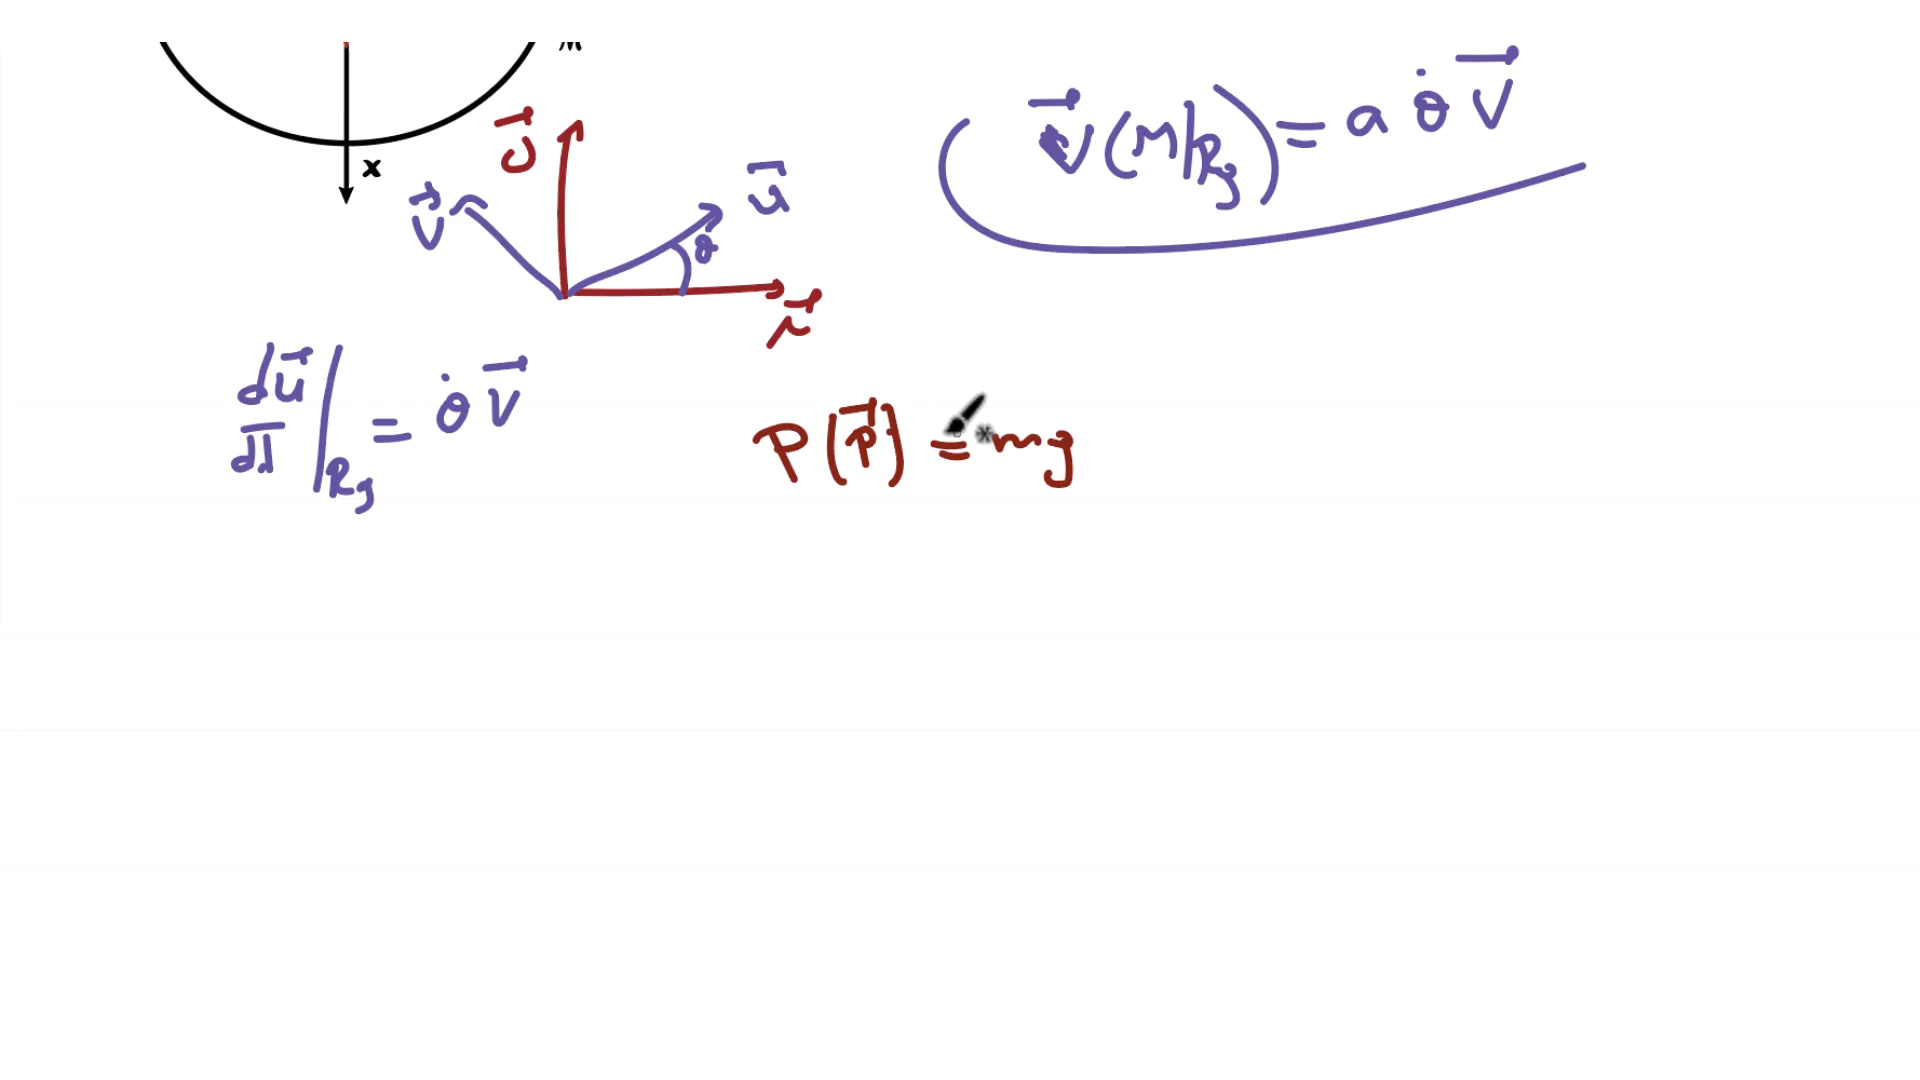 M
x
j⃗
v⃗
u⃗
θ
i⃗
V⃗(M/Rg) = a θ̇ V⃗
du⃗/dt|Rg = θ̇ V⃗
P(p⃗) = mg